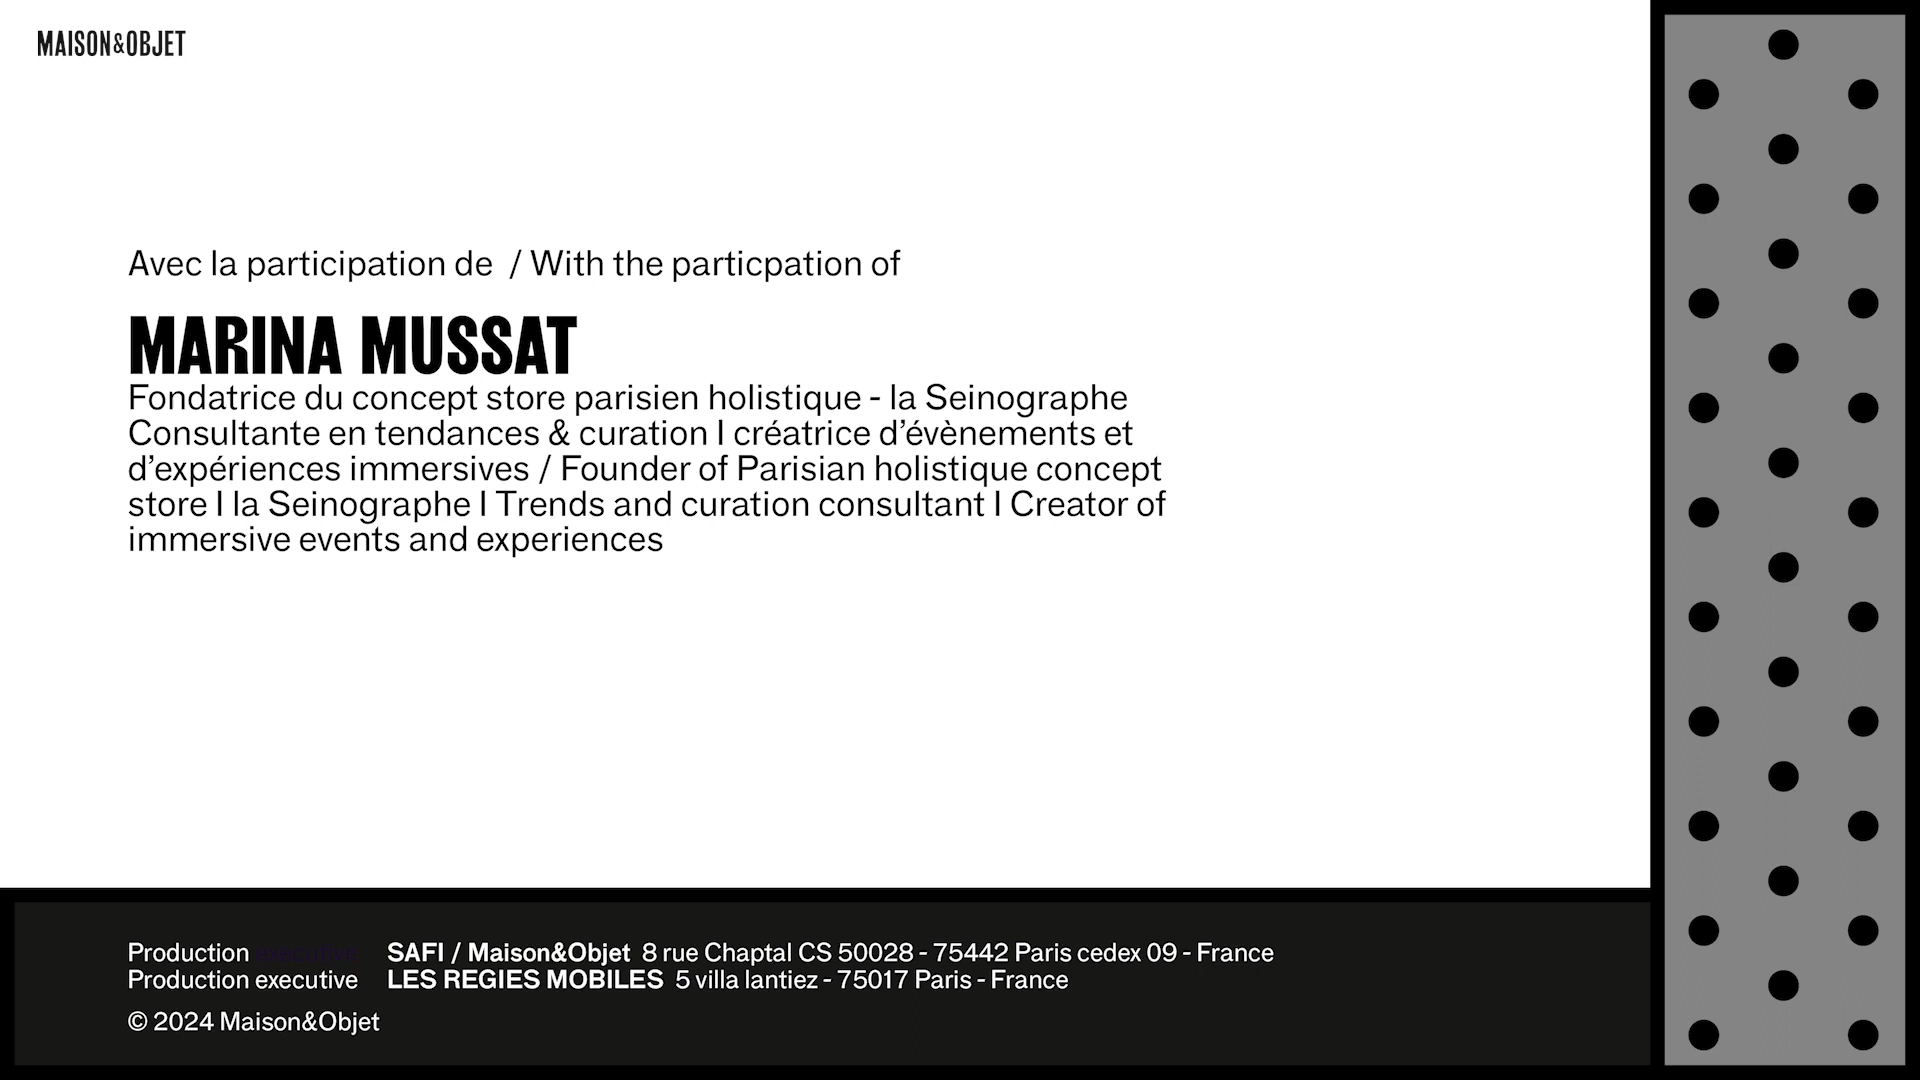 MAISON&OBJET
Avec la participation de / With the particpation of
MARINA MUSSAT
Fondatrice du concept store parisien holistique - la Seinographe
Consultante en tendances & curation I créatrice d'évènements et
d'expériences immersives / Founder of Parisian holistique concept
store I la Seinographe I Trends and curation consultant I Creator of
immersive events and experiences
Production executive SAFI / Maison&Objet 8 rue Chaptal CS 50028 - 75442 Paris cedex 09 - France
Production executive LES REGIES MOBILES 5 villa lantiez - 75017 Paris - France
© 2024 Maison&Objet